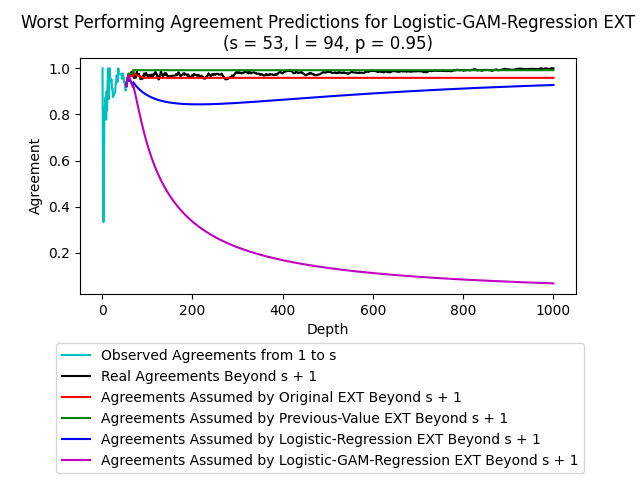 Worst Performing Agreement Predictions for Logistic-GAM-Regression EXT
(s = 53, l = 94, p = 0.95)
1.0
0.8
0.6
0.4
0.2
Agreement
0 200 400 600 800 1000
Depth
Observed Agreements from 1 to s
Real Agreements Beyond s + 1
Agreements Assumed by Original EXT Beyond s + 1
Agreements Assumed by Previous-Value EXT Beyond s + 1
Agreements Assumed by Logistic-Regression EXT Beyond s + 1
Agreements Assumed by Logistic-GAM-Regression EXT Beyond s + 1